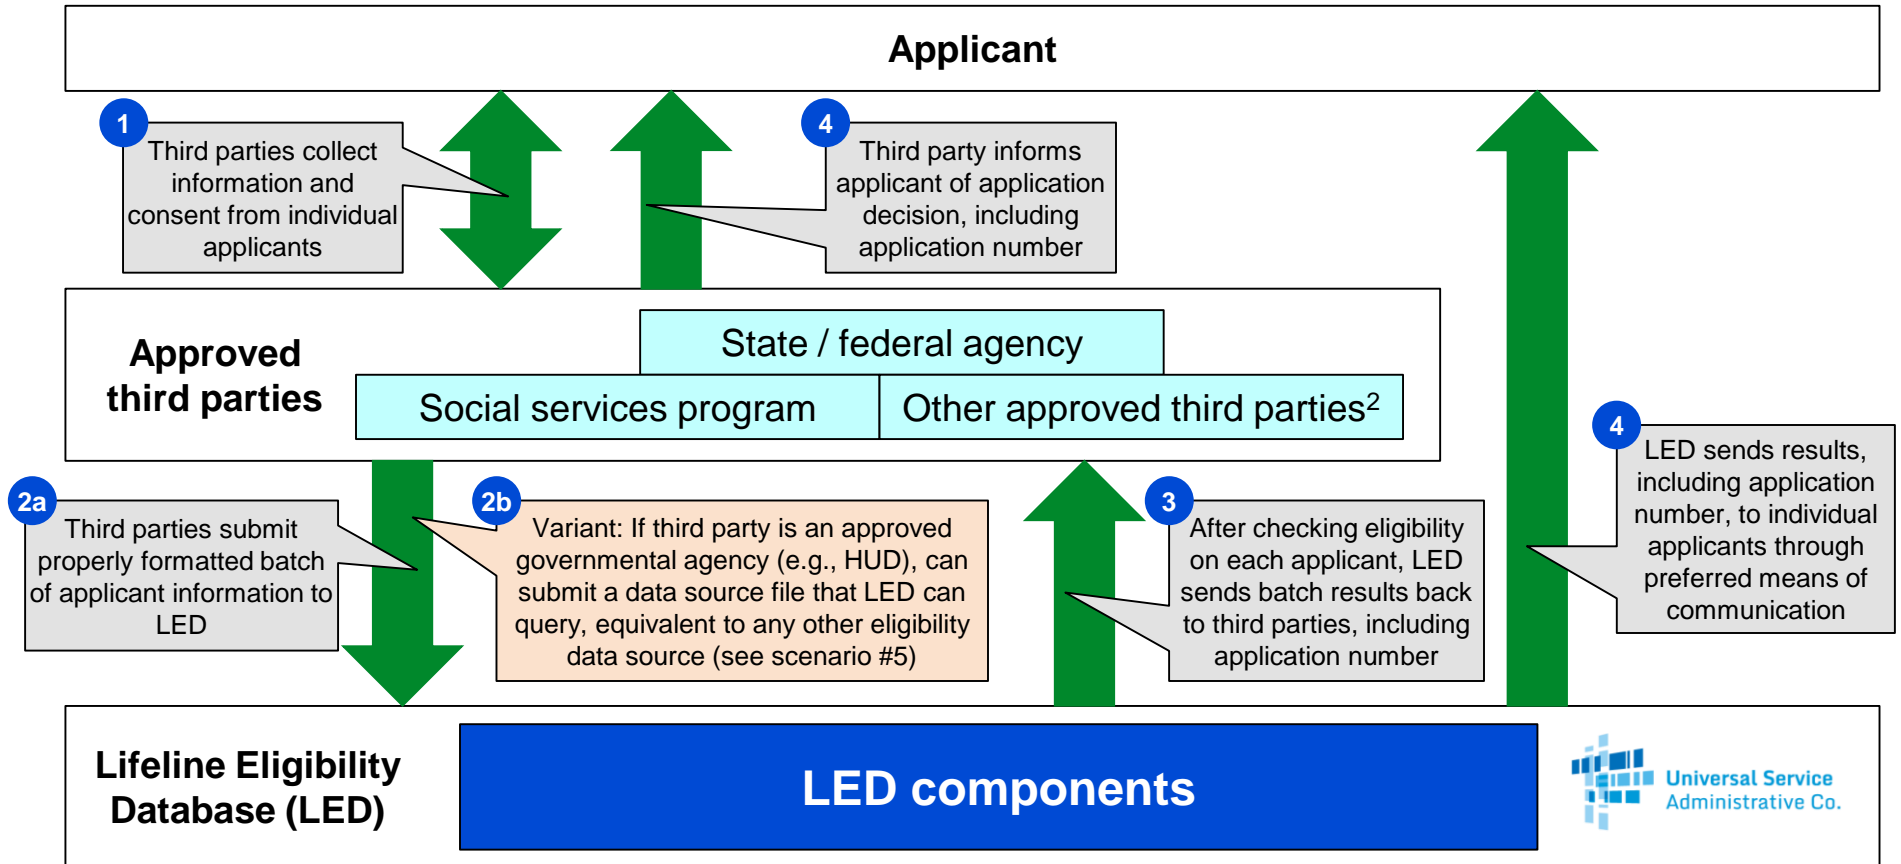 Applicant
1
Third parties collect
information and
consent from individual
applicants
4
Third party informs
applicant of application
decision, including
application number
Approved
third parties
State / federal agency
Social services program
Other approved third parties²
2a
Third parties submit
properly formatted batch
of applicant information to
LED
2b
Variant: If third party is an approved
governmental agency (e.g., HUD), can
submit a data source file that LED can
query, equivalent to any other eligibility
data source (see scenario #5)
3
After checking eligibility
on each applicant, LED
sends batch results back
to third parties, including
application number
4
LED sends results,
including application
number, to individual
applicants through
preferred means of
communication
Lifeline Eligibility
Database (LED)
LED components
Universal Service
Administrative Co.